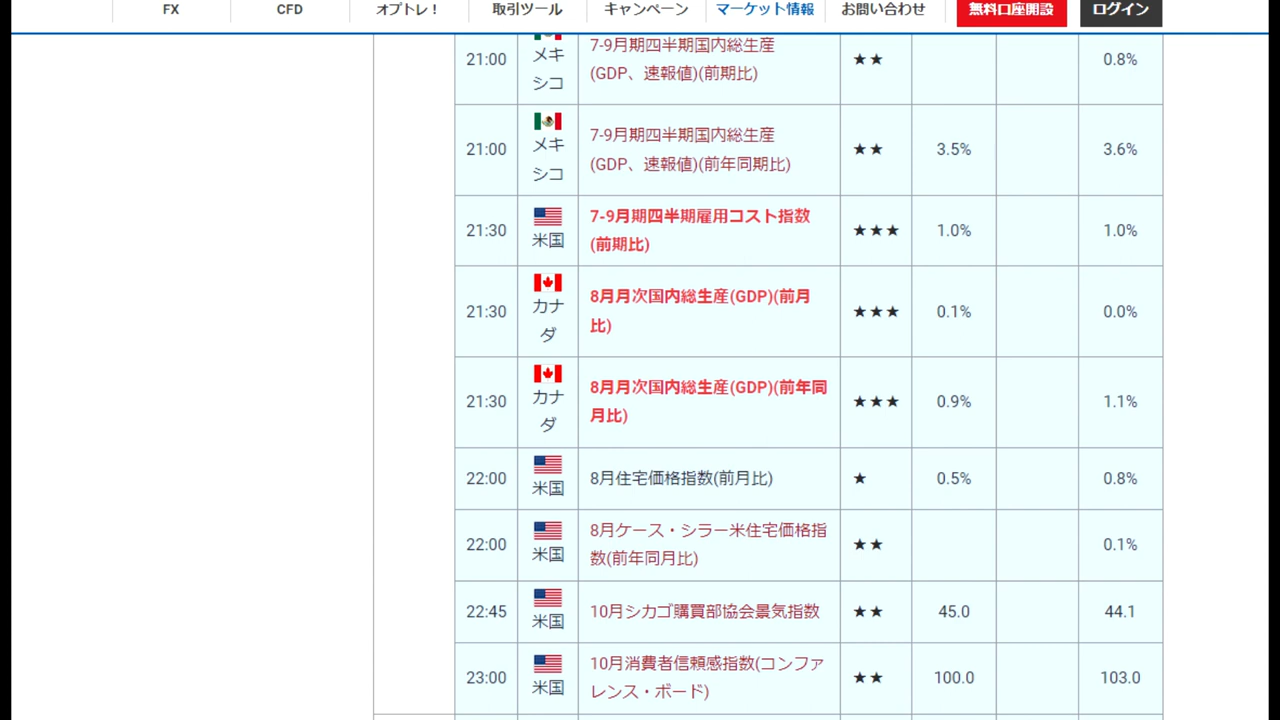 FX
CFD
オプトレ！
取引ツール
キャンペーン
マーケット情報
お問い合わせ
無料口座開設
ログイン
21:00
メキ
シコ
7-9月期四半期国内総生産
(GDP、速報値)(前期比)
★★
0.8%
21:00
メキ
シコ
7-9月期四半期国内総生産
(GDP、速報値)(前年同期比)
★★
3.5%
3.6%
21:30
米国
7-9月期四半期雇用コスト指数
(前期比)
★★★
1.0%
1.0%
21:30
カナ
ダ
8月月次国内総生産(GDP)(前月
比)
★★★
0.1%
0.0%
21:30
カナ
ダ
8月月次国内総生産(GDP)(前年同
月比)
★★★
0.9%
1.1%
22:00
米国
8月住宅価格指数(前月比)
★
0.5%
0.8%
22:00
米国
8月ケース・シラー米住宅価格指
数(前年同月比)
★★
0.1%
22:45
米国
10月シカゴ購買部協会景気指数
★★
45.0
44.1
23:00
米国
10月消費者信頼感指数(コンファ
レンス・ボード)
★★
100.0
103.0